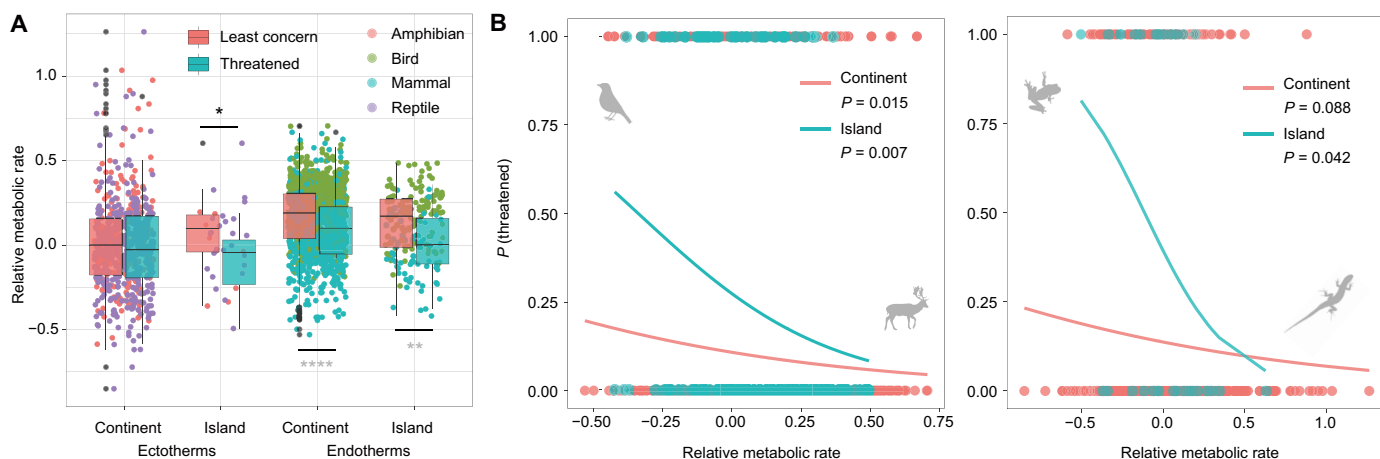 A
Relative metabolic rate
1.0
0.5
0.0
−0.5
Least concern
Threatened
Amphibian
Bird
Mammal
Reptile
*
****
**
Continent Island Continent Island
Ectotherms Endotherms
B
P (threatened)
1.00
0.75
0.50
0.25
0.00
Continent
P = 0.015
Island
P = 0.007
−0.50 −0.25 0.00 0.25 0.50 0.75
Relative metabolic rate
1.00
0.75
0.50
0.25
0.00
Continent
P = 0.088
Island
P = 0.042
−0.5 0.0 0.5 1.0
Relative metabolic rate